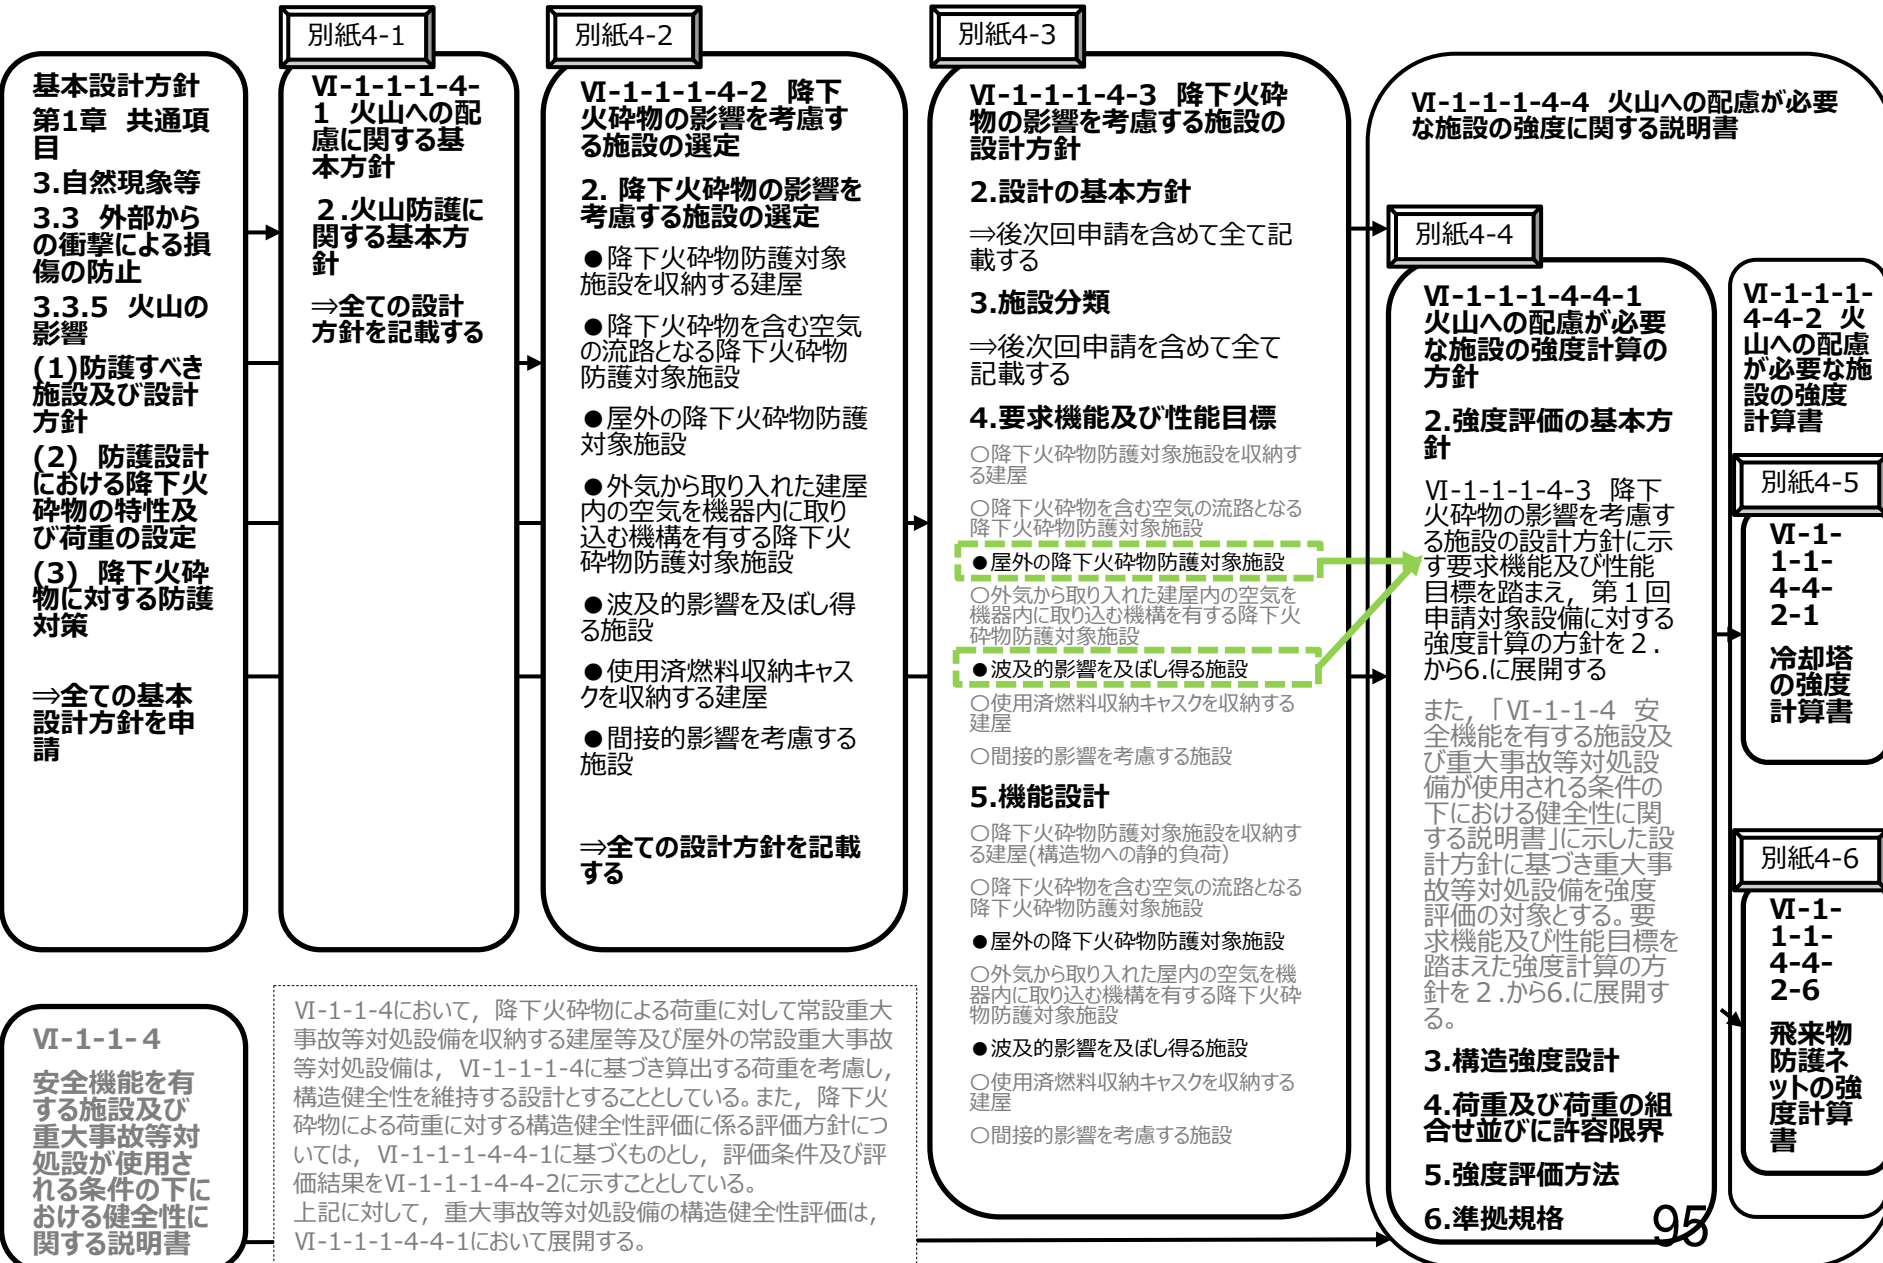 別紙4-1
別紙4-2
別紙4-3
基本設計方針
第1章 共通項
目
3.自然現象等
3.3 外部から
の衝撃による損
傷の防止
3.3.5 火山の
影響
(1)防護すべき
施設及び設計
方針
(2) 防護設計
における降下火
砕物の特性及
び荷重の設定
(3) 降下火砕
物に対する防護
対策
⇒全ての基本
設計方針を申
請
Ⅵ-1-1-1-4-
1 火山への配
慮に関する基
本方針
２.火山防護に
関する基本方
針
⇒全ての設計
方針を記載する
Ⅵ-1-1-1-4-2 降下
火砕物の影響を考慮す
る施設の選定
2. 降下火砕物の影響を
考慮する施設の選定
●降下火砕物防護対象
施設を収納する建屋
●降下火砕物を含む空気
の流路となる降下火砕物
防護対象施設
●屋外の降下火砕物防護
対象施設
●外気から取り入れた建屋
内の空気を機器内に取り
込む機構を有する降下火
砕物防護対象施設
●波及的影響を及ぼし得
る施設
●使用済燃料収納キャス
クを収納する建屋
●間接的影響を考慮する
施設
⇒全ての設計方針を記載
する
Ⅵ-1-1-1-4-3 降下火砕
物の影響を考慮する施設の
設計方針
2.設計の基本方針
⇒後次回申請を含めて全て記
載する
3.施設分類
⇒後次回申請を含めて全て
記載する
4.要求機能及び性能目標
○降下火砕物防護対象施設を収納す
る建屋
○降下火砕物を含む空気の流路となる
降下火砕物防護対象施設
●屋外の降下火砕物防護対象施設
○外気から取り入れた建屋内の空気を
機器内に取り込む機構を有する降下火
砕物防護対象施設
●波及的影響を及ぼし得る施設
○使用済燃料収納キャスクを収納する
建屋
○間接的影響を考慮する施設
5.機能設計
○降下火砕物防護対象施設を収納す
る建屋(構造物への静的負荷)
○降下火砕物を含む空気の流路となる
降下火砕物防護対象施設
●屋外の降下火砕物防護対象施設
○外気から取り入れた屋内の空気を機
器内に取り込む機構を有する降下火砕
物防護対象施設
●波及的影響を及ぼし得る施設
○使用済燃料収納キャスクを収納する
建屋
○間接的影響を考慮する施設
Ⅵ-1-1-1-4-4 火山への配慮が必要
な施設の強度に関する説明書
別紙4-4
Ⅵ-1-1-1-4-4-1
火山への配慮が必要
な施設の強度計算の
方針
2.強度評価の基本方
針
Ⅵ-1-1-1-4-3 降下
火砕物の影響を考慮す
る施設の設計方針に示
す要求機能及び性能
目標を踏まえ，第１回
申請対象設備に対する
強度計算の方針を２.
から6.に展開する
また，「Ⅵ-1-1-4 安
全機能を有する施設及
び重大事故等対処設
備が使用される条件の
下における健全性に関
する説明書」に示した設
計方針に基づき重大事
故等対処設備を強度
評価の対象とする。要
求機能及び性能目標を
踏まえた強度計算の方
針を２.から6.に展開す
る。
3.構造強度設計
4.荷重及び荷重の組
合せ並びに許容限界
5.強度評価方法
6.準拠規格
Ⅵ-1-1-1-
4-4-2 火
山への配慮
が必要な施
設の強度
計算書
別紙4-5
Ⅵ-1-
1-1-
4-4-
2-1
冷却塔
の強度
計算書
別紙4-6
Ⅵ-1-
1-1-
4-4-
2-6
飛来物
防護ネ
ットの強
度計算
書
Ⅵ-1-1-４
安全機能を有
する施設及び
重大事故等対
処設が使用さ
れる条件の下に
おける健全性に
関する説明書
Ⅵ-1-1-4において，降下火砕物による荷重に対して常設重大
事故等対処設備を収納する建屋等及び屋外の常設重大事故
等対処設備は，Ⅵ-1-1-1-4に基づき算出する荷重を考慮し，
構造健全性を維持する設計とすることとしている。また，降下火
砕物による荷重に対する構造健全性評価に係る評価方針につ
いては，Ⅵ-1-1-1-4-4-1に基づくものとし，評価条件及び評
価結果をⅥ-1-1-1-4-4-2に示すこととしている。
上記に対して，重大事故等対処設備の構造健全性評価は，
Ⅵ-1-1-1-4-4-1において展開する。
95